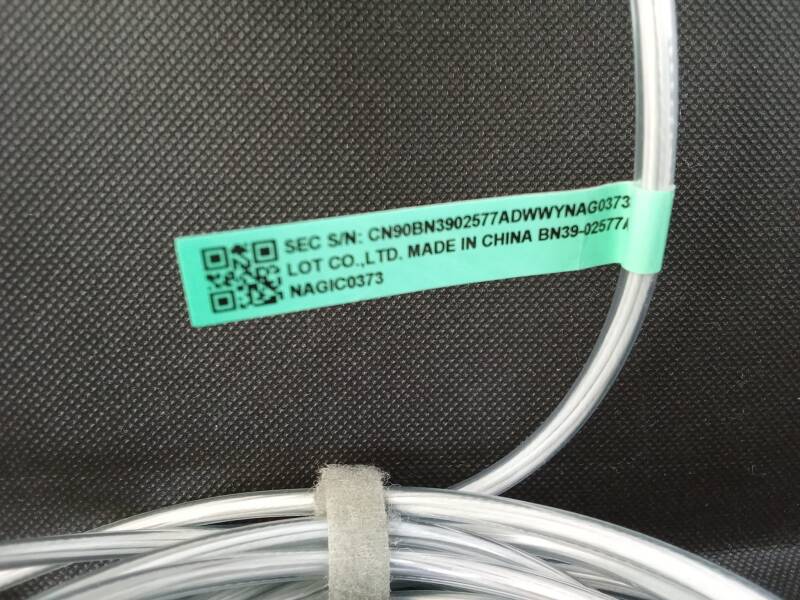 SEC S/N: CN90BN3902577ADWWYNAG0373
LOT CO.,LTD. MADE IN CHINA BN39-02577A
NAGIC0373